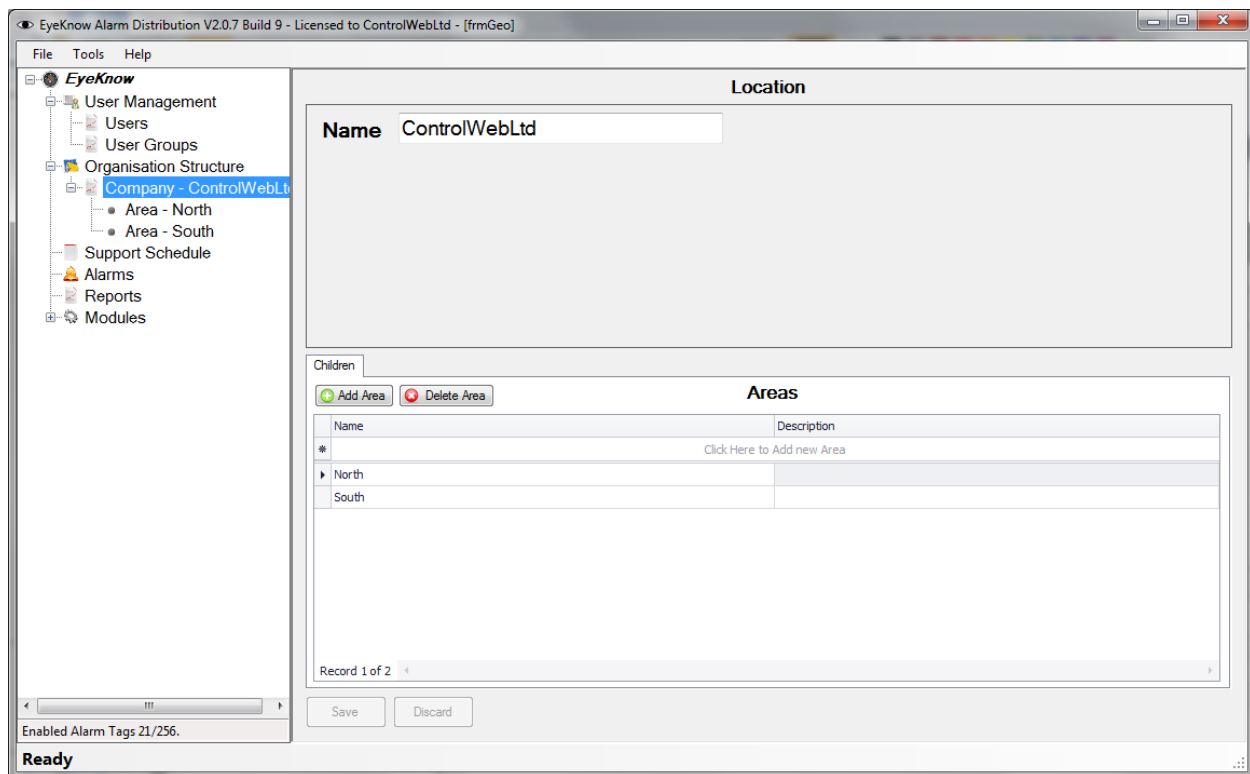 EyeKnow Alarm Distribution V2.0.7 Build 9 - Licensed to ControlWebLtd - [frmGeo]
File Tools Help
EyeKnow
User Management
Users
User Groups
Organisation Structure
Company - ControlWebLt
Area - North
Area - South
Support Schedule
Alarms
Reports
Modules
Enabled Alarm Tags 21/256.
Location
Name ControlWebLtd
Children
Add Area Delete Area Areas
Name Description
Click Here to Add new Area
North
South
Record 1 of 2
Save Discard
Ready